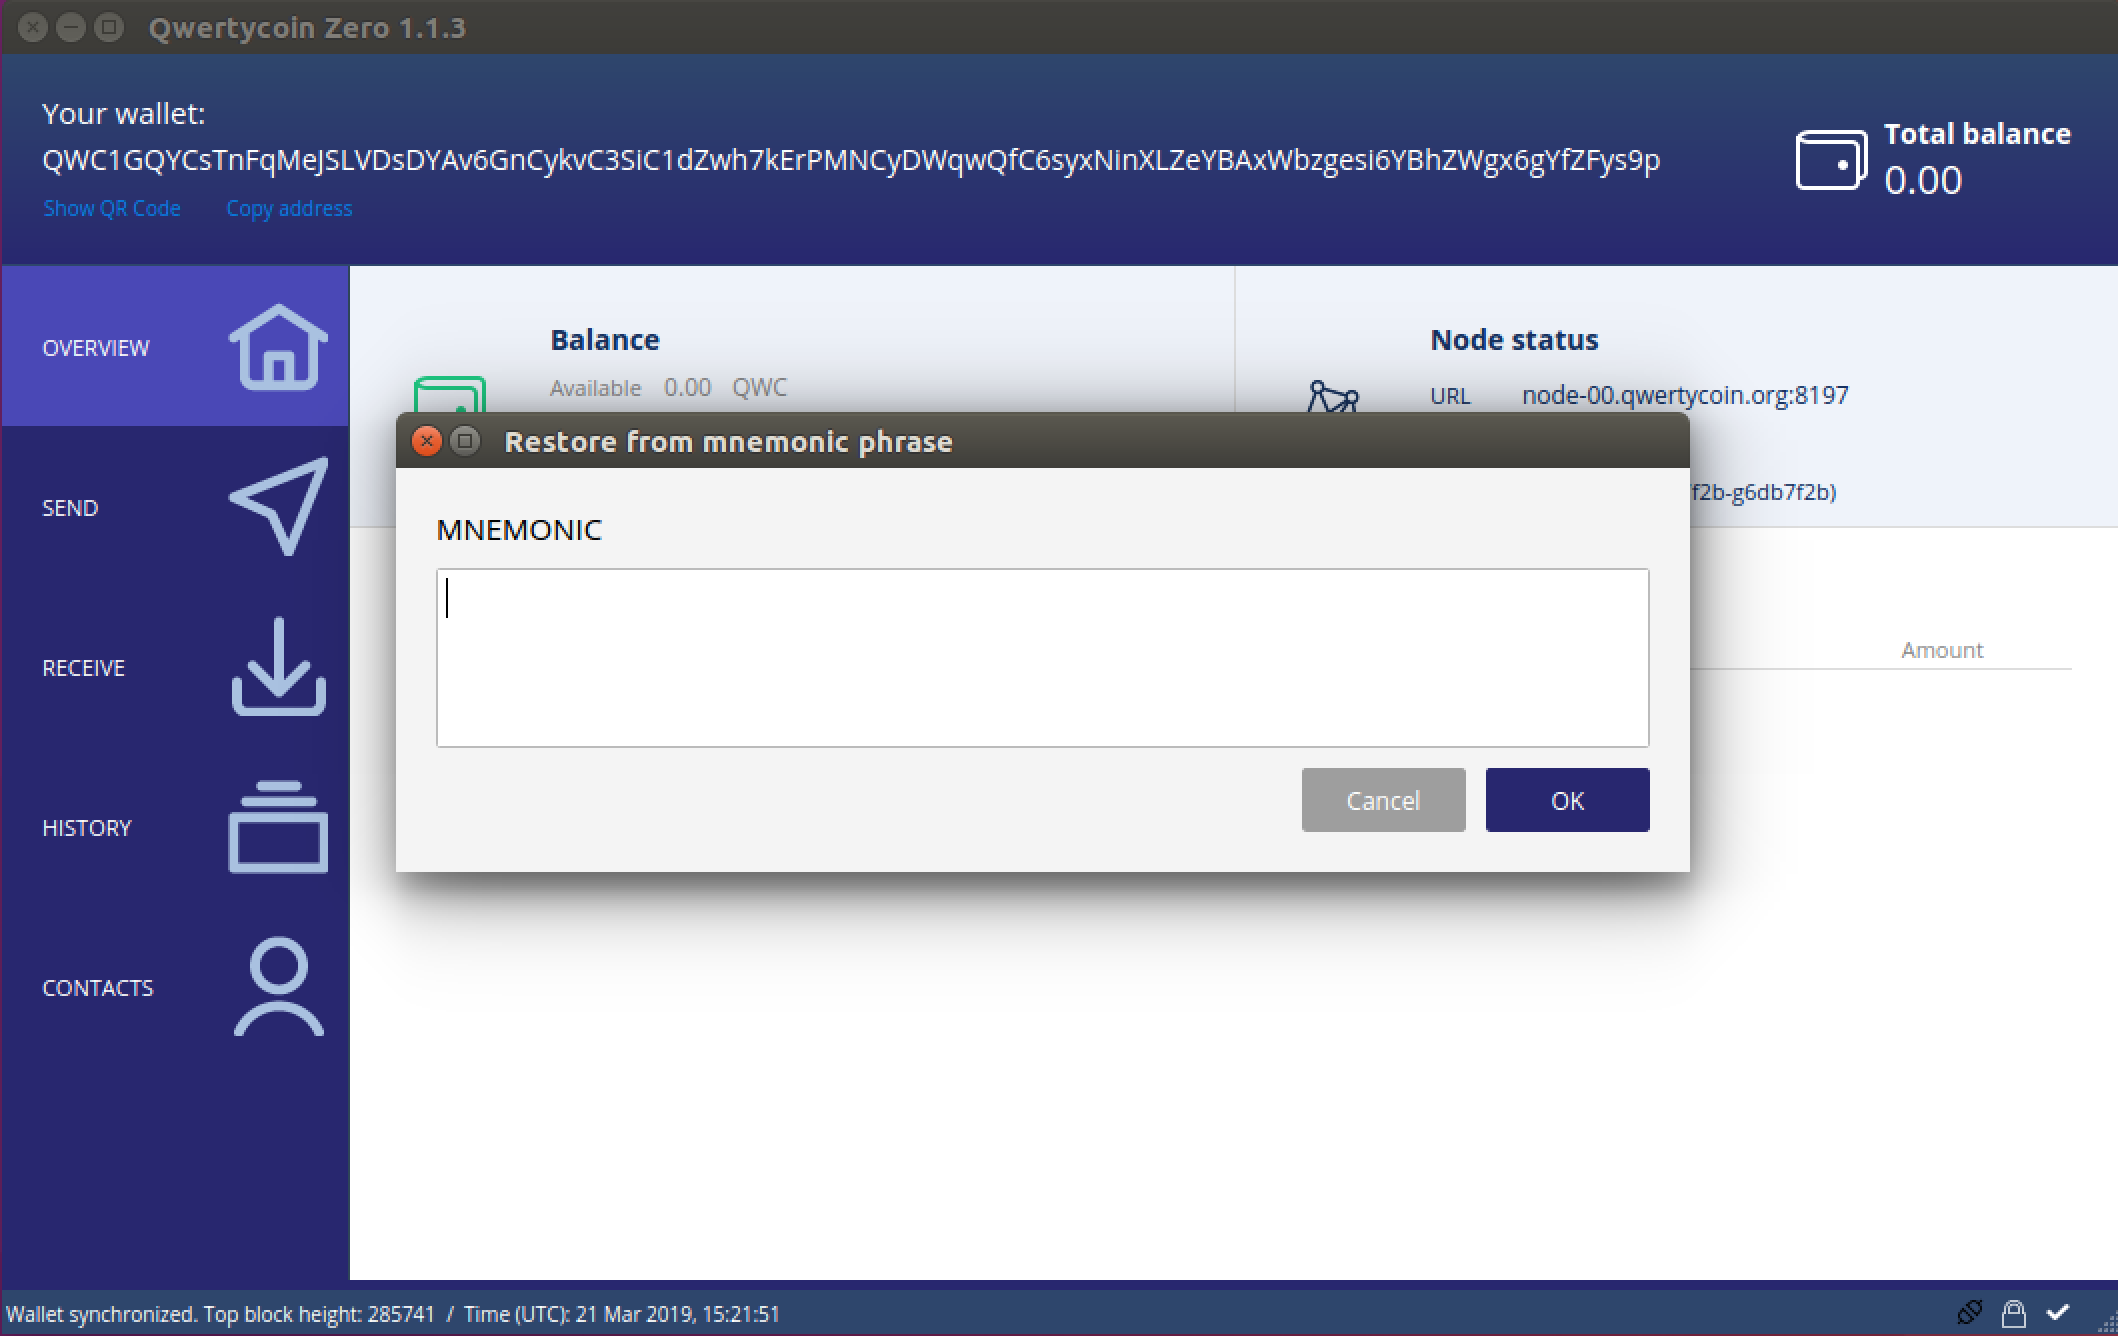 Qwertycoin Zero 1.1.3
Your wallet:
QWC1GQYCsTnFqMeJSLVDsDYAv6GnCykvC3SiC1dZwh7kErPMNCyDWqwQfC6syxNinXLZeYBAxWbzgesi6YBhZWgx6gYfZFys9p
Show QR Code Copy address
Total balance
0.00
OVERVIEW
SEND
RECEIVE
HISTORY
CONTACTS
Balance
Available 0.00 QWC
Node status
URL node-00.qwertycoin.org:8197
f2b-g6db7f2b)
Amount
Restore from mnemonic phrase
MNEMONIC
Cancel OK
Wallet synchronized. Top block height: 285741 / Time (UTC): 21 Mar 2019, 15:21:51